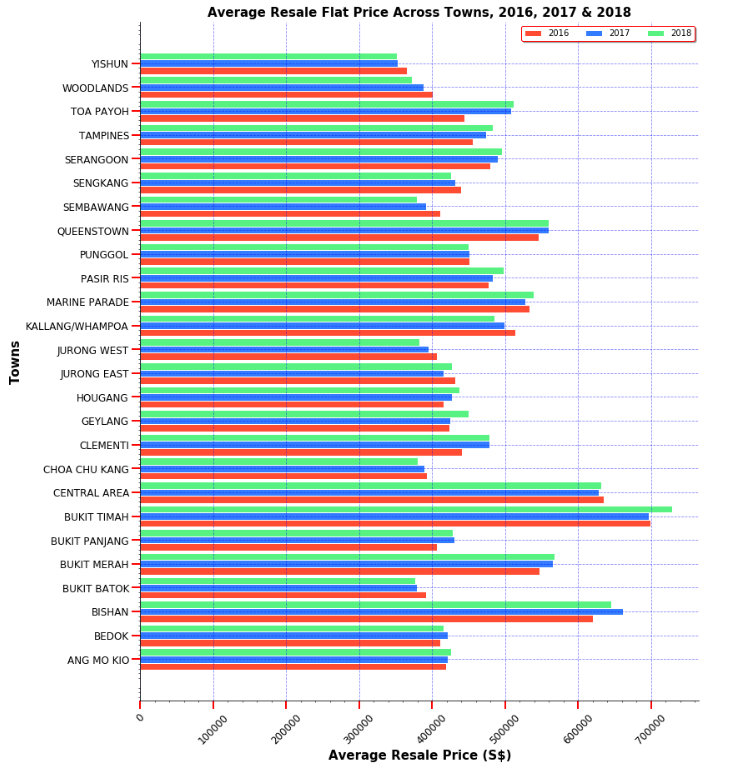 Average Resale Flat Price Across Towns, 2016, 2017 & 2018
2016 2017 2018
YISHUN
WOODLANDS
TOA PAYOH
TAMPINES
SERANGOON
SENGKANG
SEMBAWANG
QUEENSTOWN
PUNGGOL
PASIR RIS
MARINE PARADE
KALLANG/WHAMPOA
JURONG WEST
JURONG EAST
HOUGANG
GEYLANG
CLEMENTI
CHOA CHU KANG
CENTRAL AREA
BUKIT TIMAH
BUKIT PANJANG
BUKIT MERAH
BUKIT BATOK
BISHAN
BEDOK
ANG MO KIO
Towns
0 100000 200000 300000 400000 500000 600000 700000
Average Resale Price (S$)